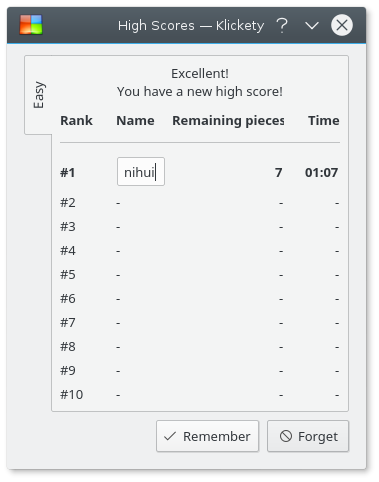 High Scores — Klickety
Easy
Excellent!
You have a new high score!
Rank Name Remaining pieces Time
#1 nihui 7 01:07
#2 - - -
#3 - - -
#4 - - -
#5 - - -
#6 - - -
#7 - - -
#8 - - -
#9 - - -
#10 - - -
Remember Forget